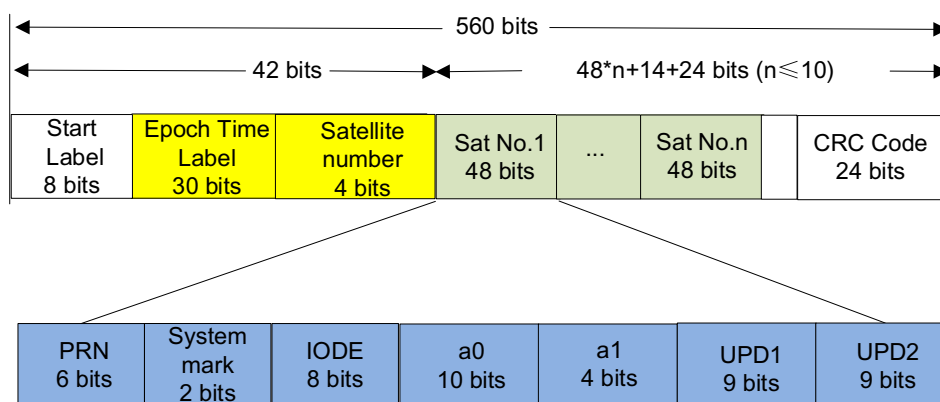 560 bits
42 bits
48*n+14+24 bits (n≤10)
Start
Label
8 bits
Epoch Time
Label
30 bits
Satellite
number
4 bits
Sat No.1
48 bits
...
Sat No.n
48 bits
CRC Code
24 bits
PRN
6 bits
System
mark
2 bits
IODE
8 bits
a0
10 bits
a1
4 bits
UPD1
9 bits
UPD2
9 bits